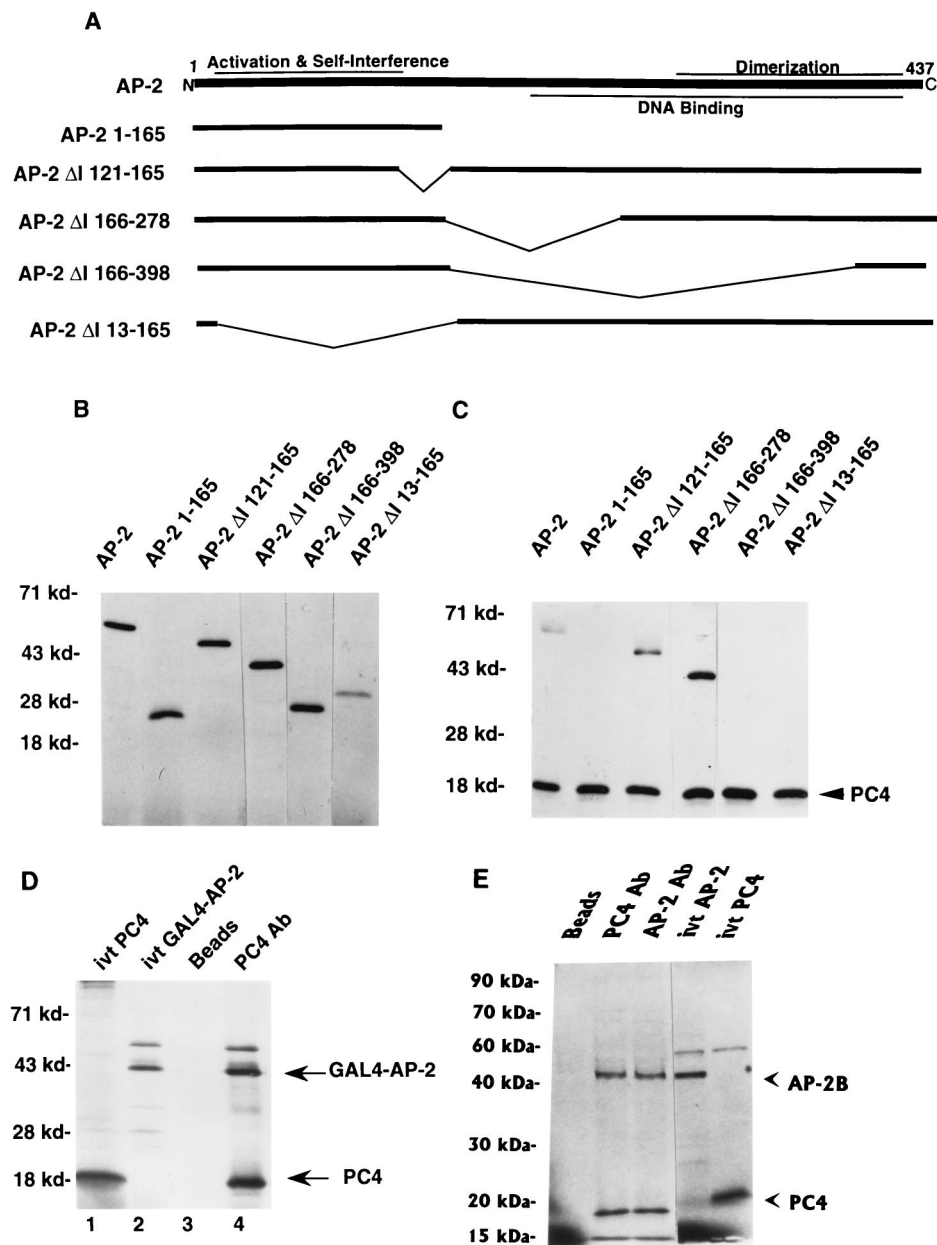 A
1 Activation & Self-Interference Dimerization 437
AP-2 N C
DNA Binding
AP-2 1-165
AP-2 ΔI 121-165
AP-2 ΔI 166-278
AP-2 ΔI 166-398
AP-2 ΔI 13-165
B
AP-2
AP-2 1-165
AP-2 ΔI 121-165
AP-2 ΔI 166-278
AP-2 ΔI 166-398
AP-2 ΔI 13-165
71 kd-
43 kd-
28 kd-
18 kd-
C
AP-2
AP-2 1-165
AP-2 ΔI 121-165
AP-2 ΔI 166-278
AP-2 ΔI 166-398
AP-2 ΔI 13-165
71 kd-
43 kd-
28 kd-
18 kd-
PC4
D
ivt PC4
ivt GAL4-AP-2
Beads
PC4 Ab
71 kd-
43 kd-
28 kd-
18 kd-
GAL4-AP-2
PC4
1 2 3 4
E
Beads
PC4 Ab
AP-2 Ab
ivt AP-2
ivt PC4
90 kDa-
70 kDa-
60 kDa-
40 kDa-
30 kDa-
20 kDa-
15 kDa-
AP-2B
PC4